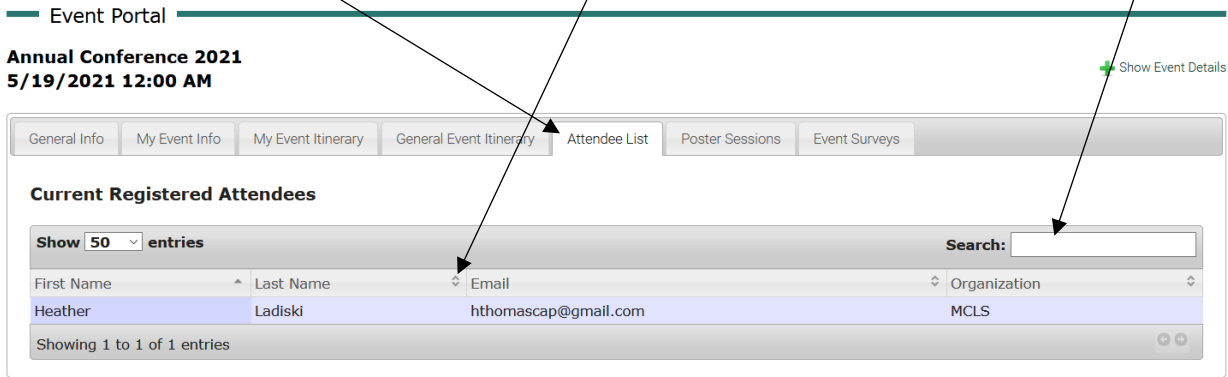 Event Portal
Annual Conference 2021
5/19/2021 12:00 AM
Show Event Details
General Info My Event Info My Event Itinerary General Event Itinerary Attendee List Poster Sessions Event Surveys
Current Registered Attendees
Show 50 entries Search:
First Name Last Name Email Organization
Heather Ladiski hthomascap@gmail.com MCLS
Showing 1 to 1 of 1 entries